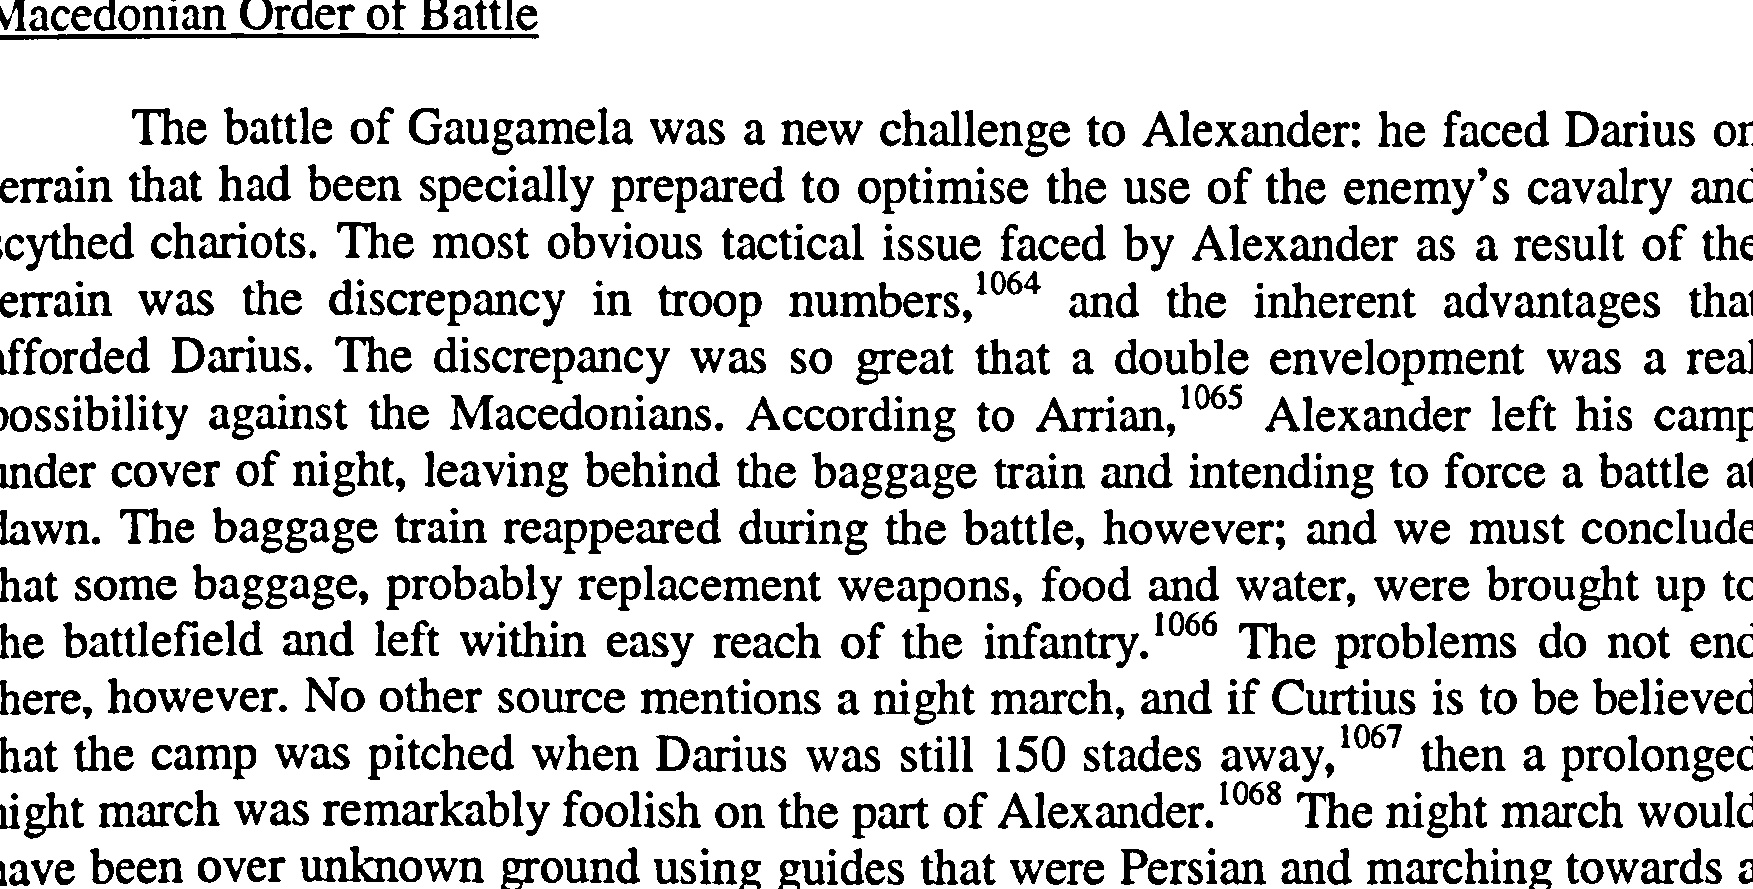 Macedonian Order of Battle
The battle of Gaugamela was a new challenge to Alexander: he faced Darius on
terrain that had been specially prepared to optimise the use of the enemy's cavalry and
scythed chariots. The most obvious tactical issue faced by Alexander as a result of the
terrain was the discrepancy in troop numbers,1064 and the inherent advantages that
afforded Darius. The discrepancy was so great that a double envelopment was a real
possibility against the Macedonians. According to Arrian,1065 Alexander left his camp
under cover of night, leaving behind the baggage train and intending to force a battle at
dawn. The baggage train reappeared during the battle, however; and we must conclude
that some baggage, probably replacement weapons, food and water, were brought up to
the battlefield and left within easy reach of the infantry.1066 The problems do not end
there, however. No other source mentions a night march, and if Curtius is to be believed
that the camp was pitched when Darius was still 150 stades away,1067 then a prolonged
night march was remarkably foolish on the part of Alexander.1068 The night march would
have been over unknown ground using guides that were Persian and marching towards a